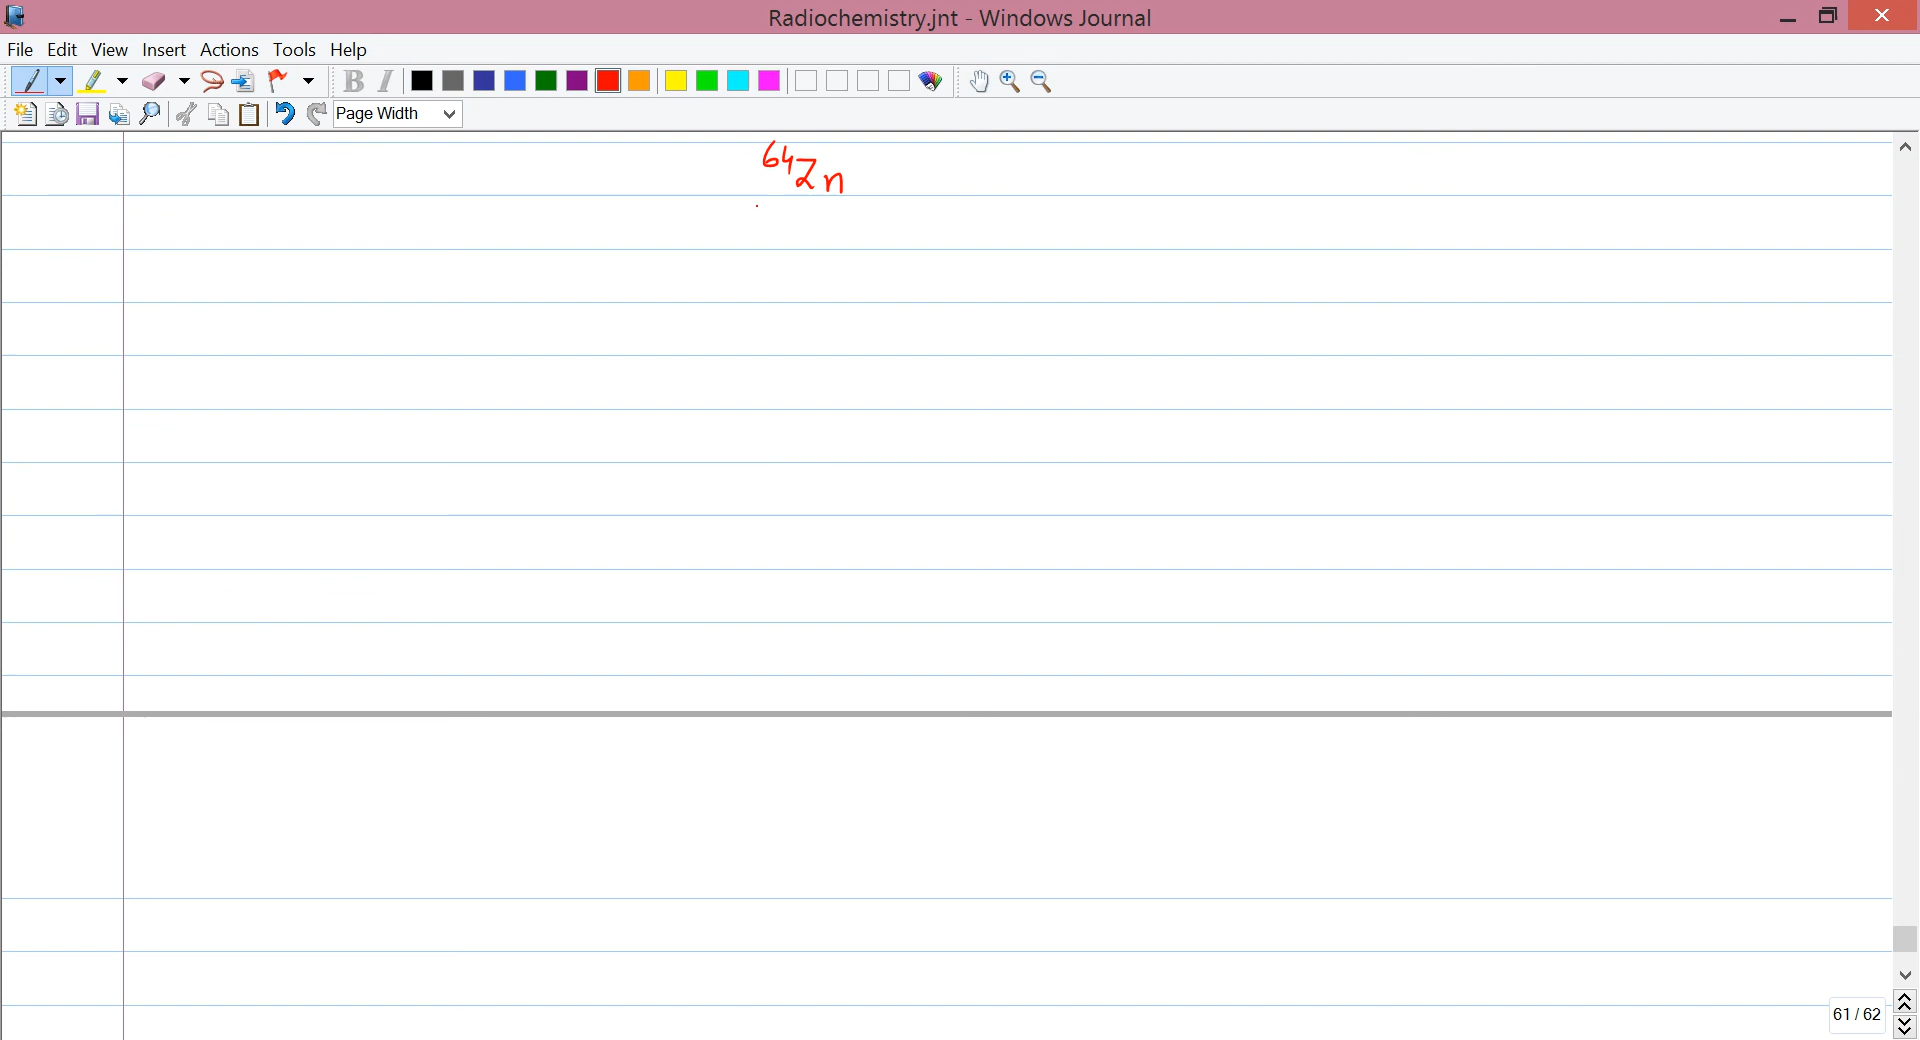 Radiochemistry.jnt - Windows Journal
File Edit View Insert Actions Tools Help
B I
Page Width
64Zn
61 / 62